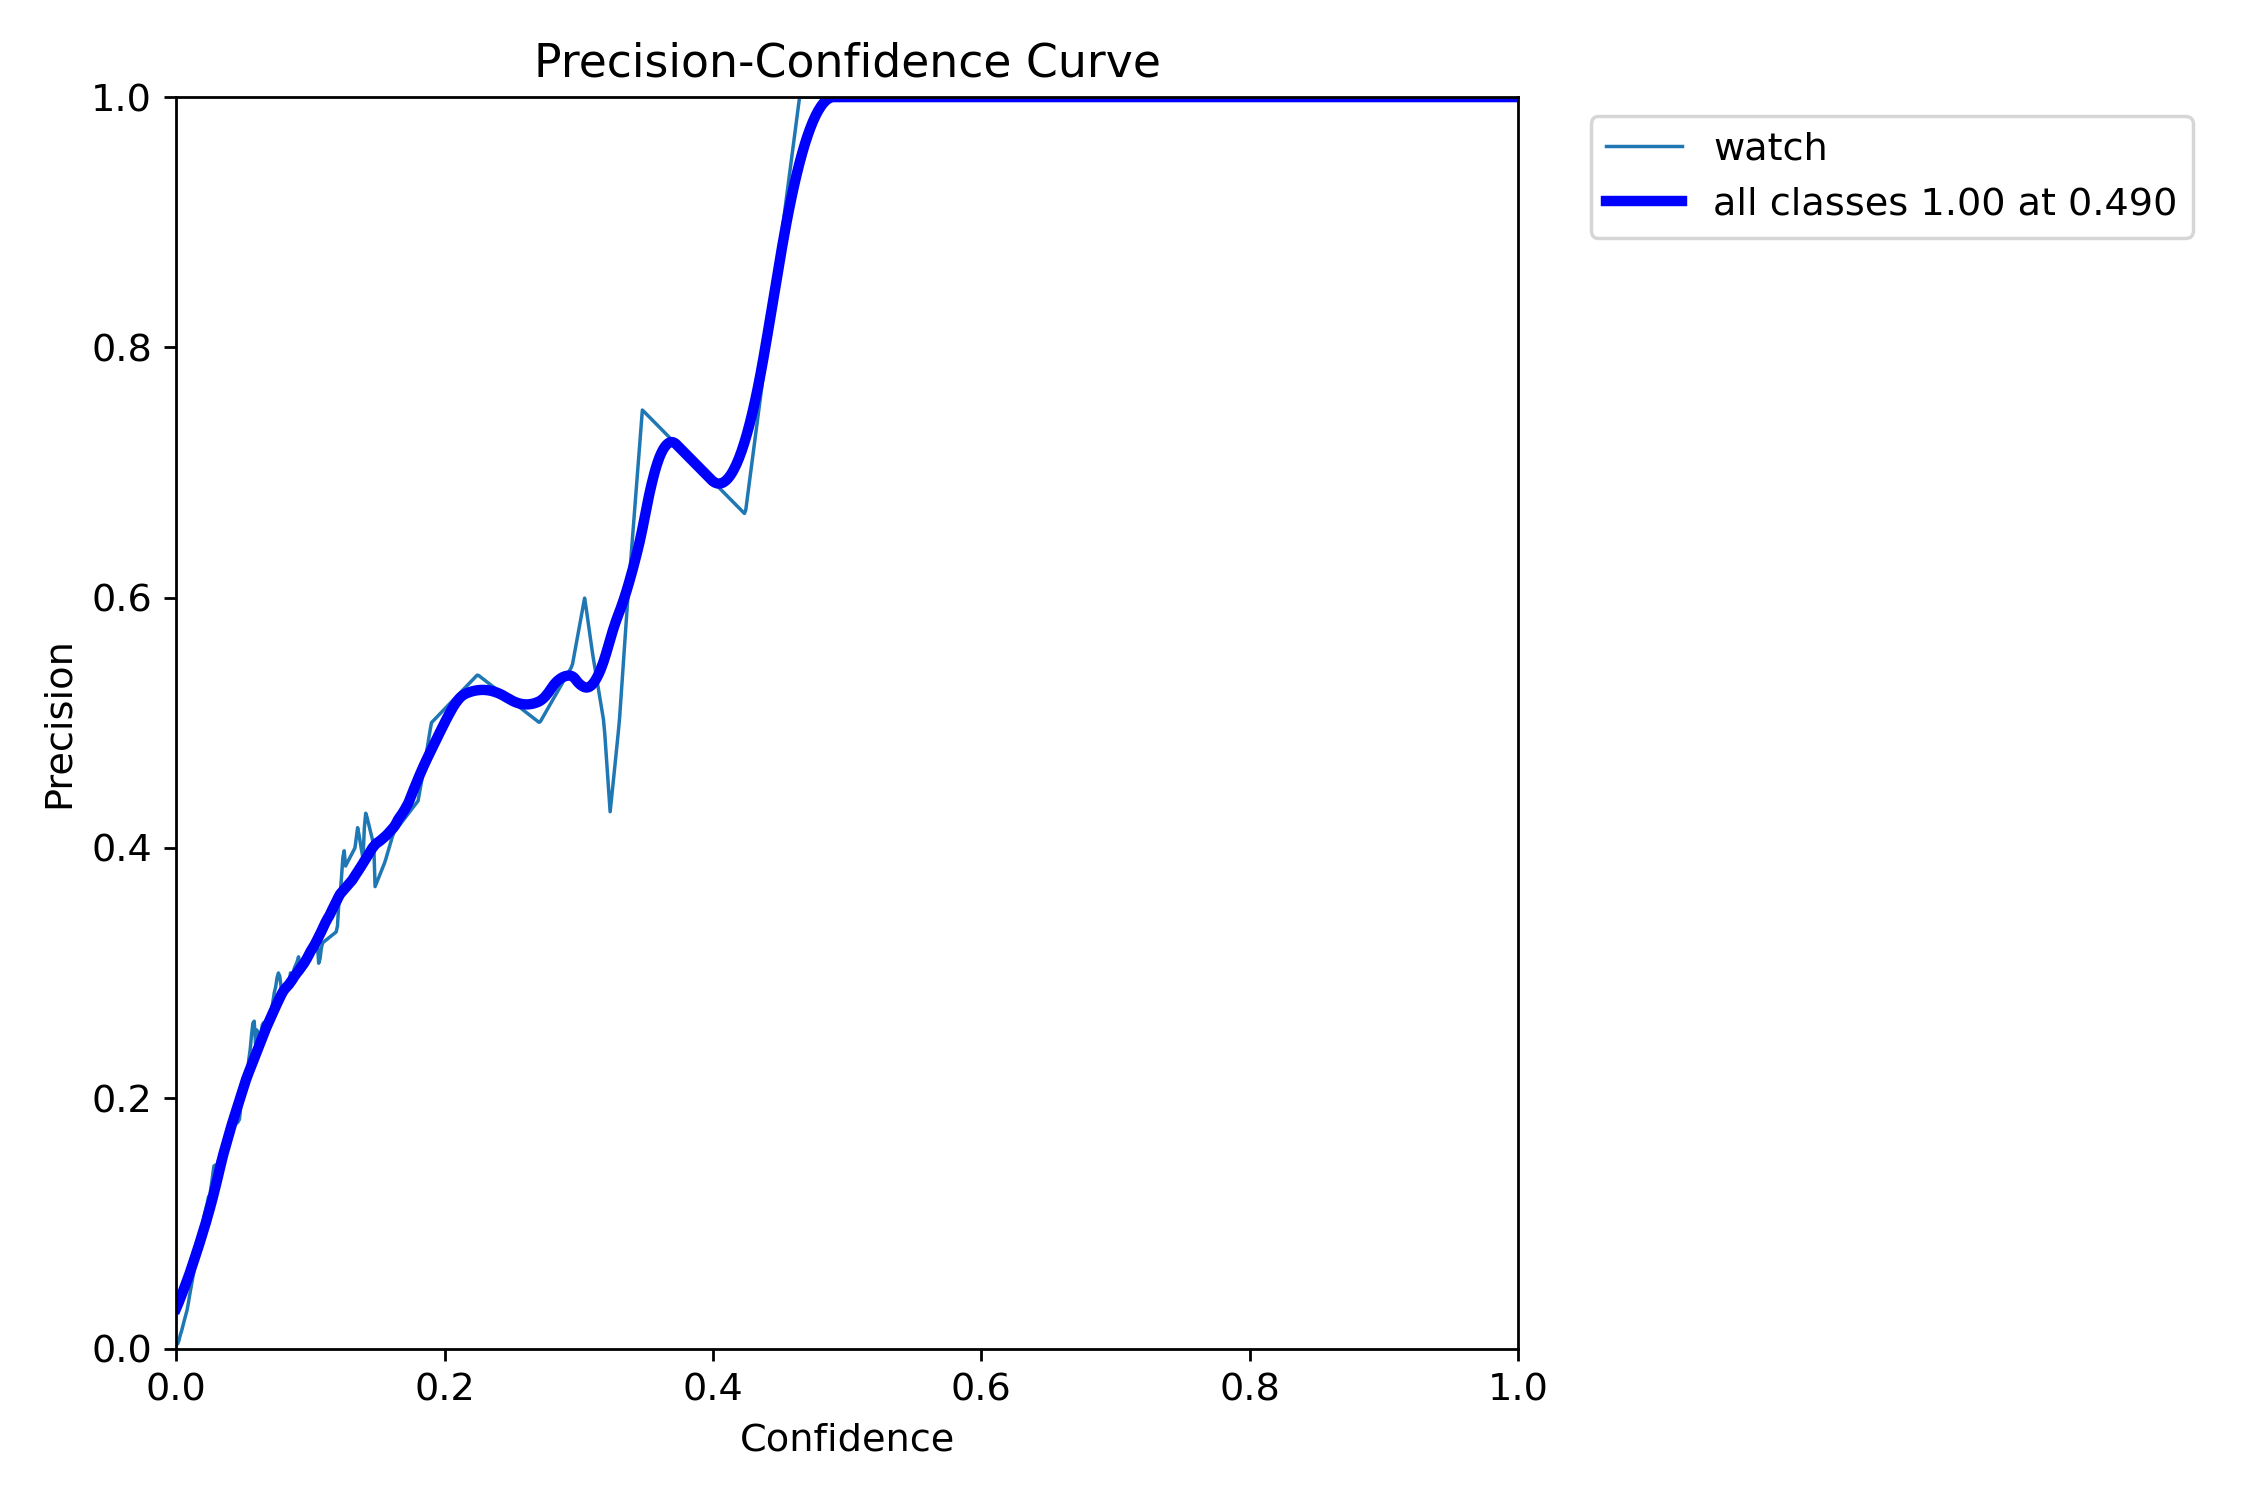 Precision-Confidence Curve
1.0
0.8
0.6
0.4
0.2
0.0
Precision
0.0 0.2 0.4 0.6 0.8 1.0
Confidence
watch
all classes 1.00 at 0.490